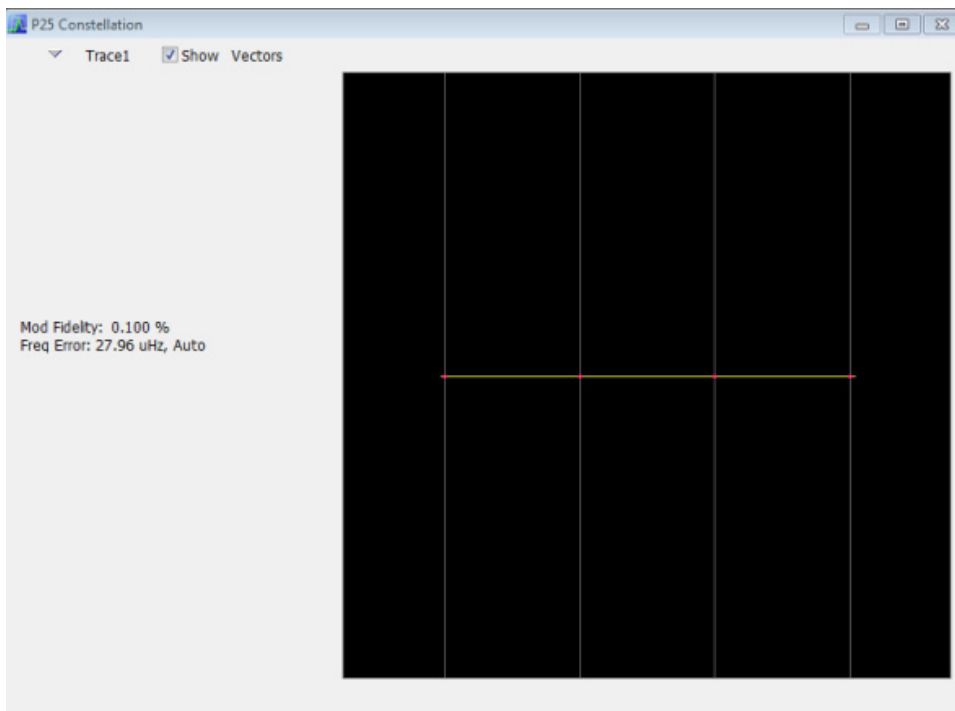 P25 Constellation
Trace1 Show Vectors
Mod Fidelity: 0.100 %
Freq Error: 27.96 uHz, Auto